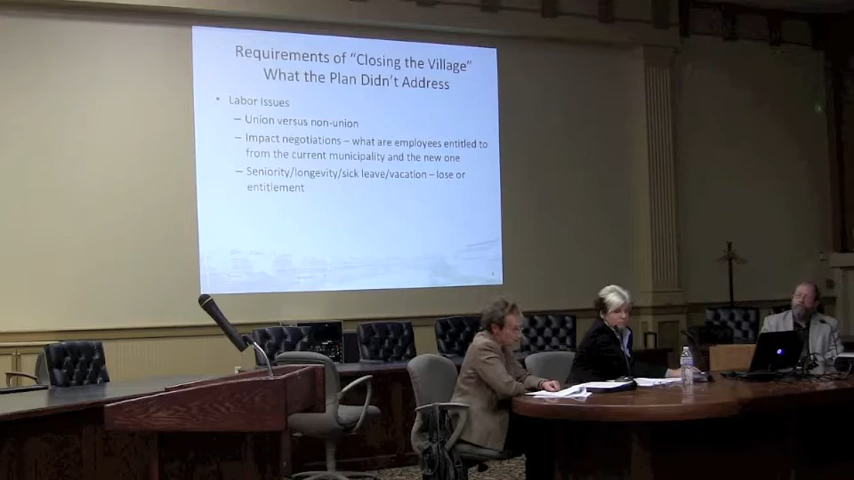 Requirements of "Closing the Village"
What the Plan Didn't Address
• Labor Issues
– Union versus non-union
– Impact negotiations – what are employees entitled to
from the current municipality and the new one
– Seniority/longevity/sick leave/vacation – lose or
entitlement